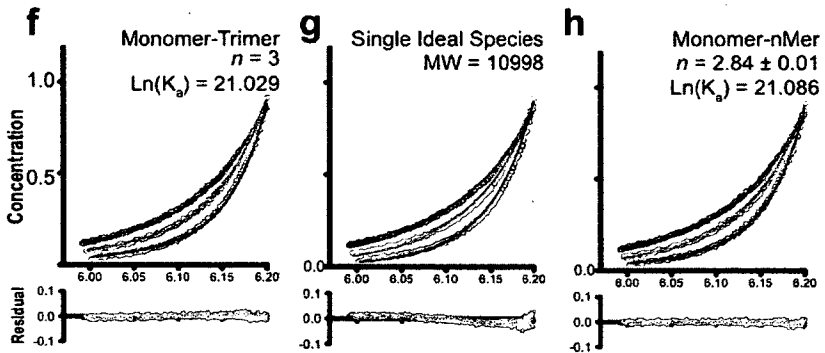 f
Monomer-Trimer
n = 3
Ln(Ka) = 21.029
Concentration
1.0
0.5
6.00 6.05 6.10 6.15 6.20
Residual
0.1
0.0
-0.1
g
Single Ideal Species
MW = 10998
0.0
6.00 6.05 6.10 6.15 6.20
0.1
0.0
-0.1
h
Monomer-nMer
n = 2.84 ± 0.01
Ln(Ka) = 21.086
0.0
6.00 6.05 6.10 6.15 6.20
0.1
0.0
-0.1